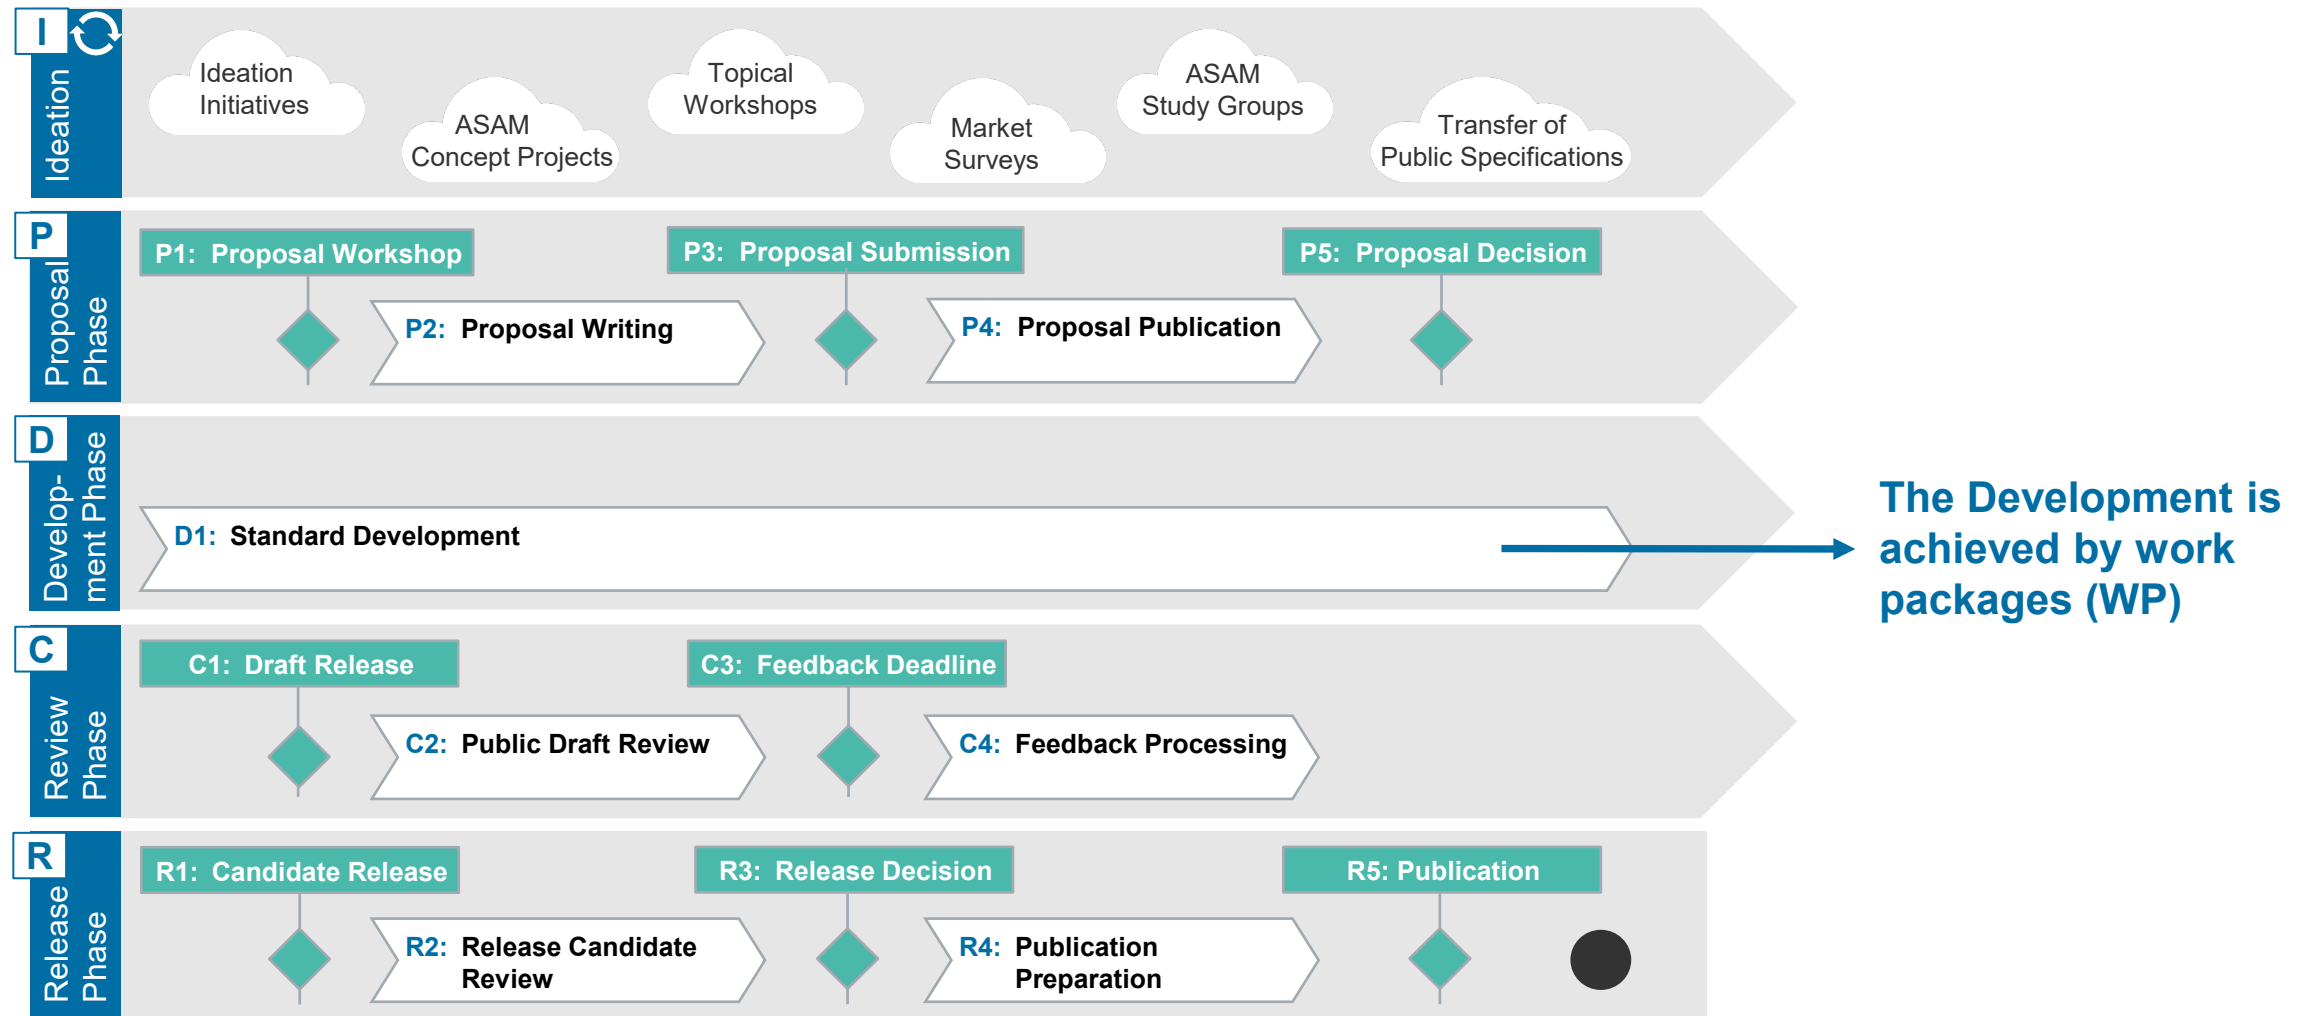 I
Ideation
Ideation
Initiatives
ASAM
Concept Projects
Topical
Workshops
Market
Surveys
ASAM
Study Groups
Transfer of
Public Specifications
P
Proposal
Phase
P1: Proposal Workshop
P2: Proposal Writing
P3: Proposal Submission
P4: Proposal Publication
P5: Proposal Decision
D
Develop-
ment Phase
D1: Standard Development
The Development is
achieved by work
packages (WP)
C
Review
Phase
C1: Draft Release
C2: Public Draft Review
C3: Feedback Deadline
C4: Feedback Processing
R
Release
Phase
R1: Candidate Release
R2: Release Candidate
Review
R3: Release Decision
R4: Publication
Preparation
R5: Publication